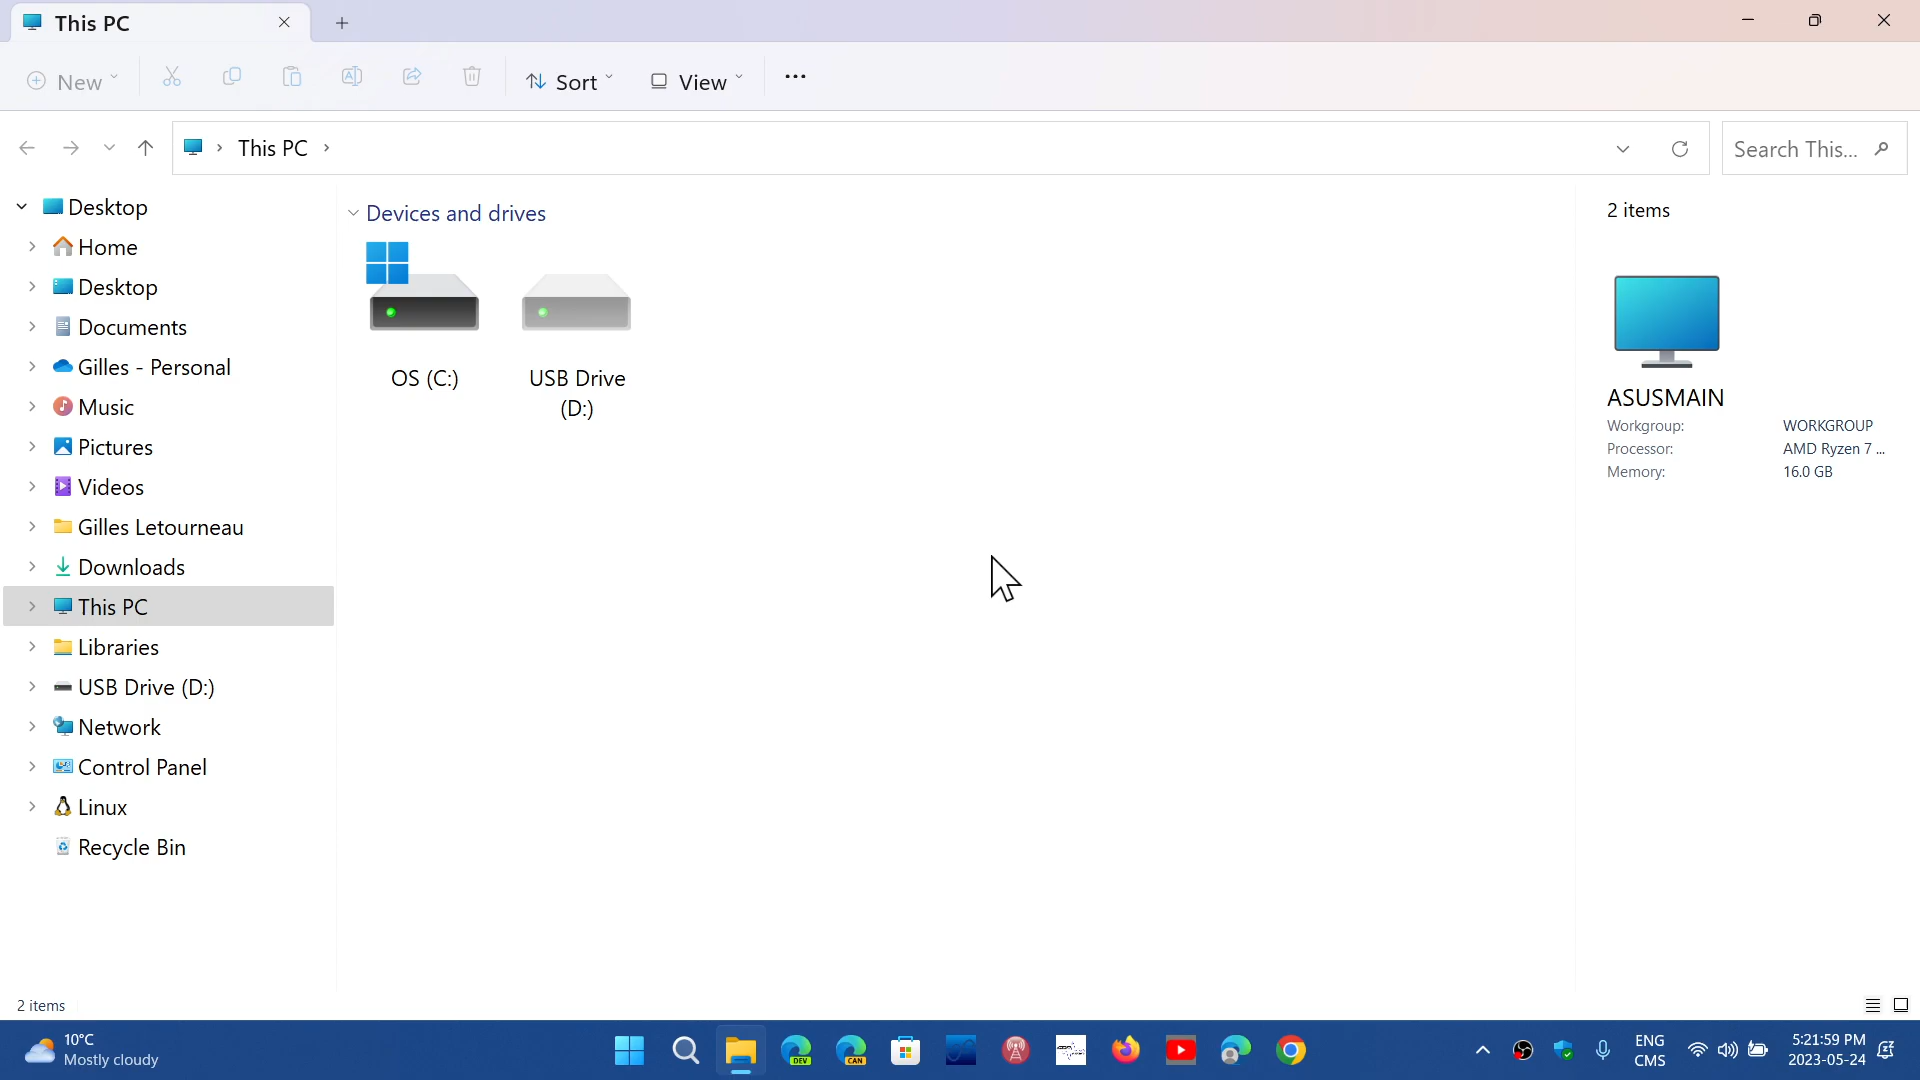 This PC
New
Sort
View
This PC
Search This...
Desktop
Home
Desktop
Documents
Gilles - Personal
Music
Pictures
Videos
Gilles Letourneau
Downloads
This PC
Libraries
USB Drive (D:)
Network
Control Panel
Linux
Recycle Bin
Devices and drives
OS (C:)
USB Drive
(D:)
2 items
ASUSMAIN
Workgroup: WORKGROUP
Processor: AMD Ryzen 7 ...
Memory: 16.0 GB
2 items
10°C
Mostly cloudy
DEV
CAN
ENG
CMS
5:21:59 PM
2023-05-24